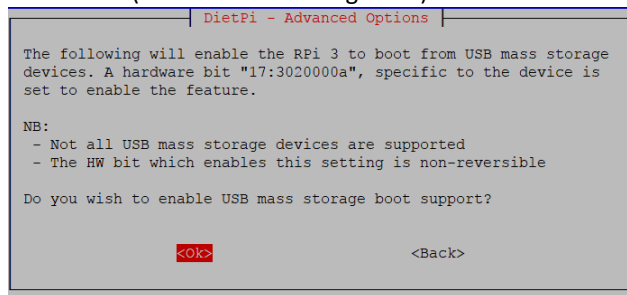 DietPi - Advanced Options
The following will enable the RPi 3 to boot from USB mass storage
devices. A hardware bit "17:3020000a", specific to the device is
set to enable the feature.
NB:
- Not all USB mass storage devices are supported
- The HW bit which enables this setting is non-reversible
Do you wish to enable USB mass storage boot support?
<Ok> <Back>